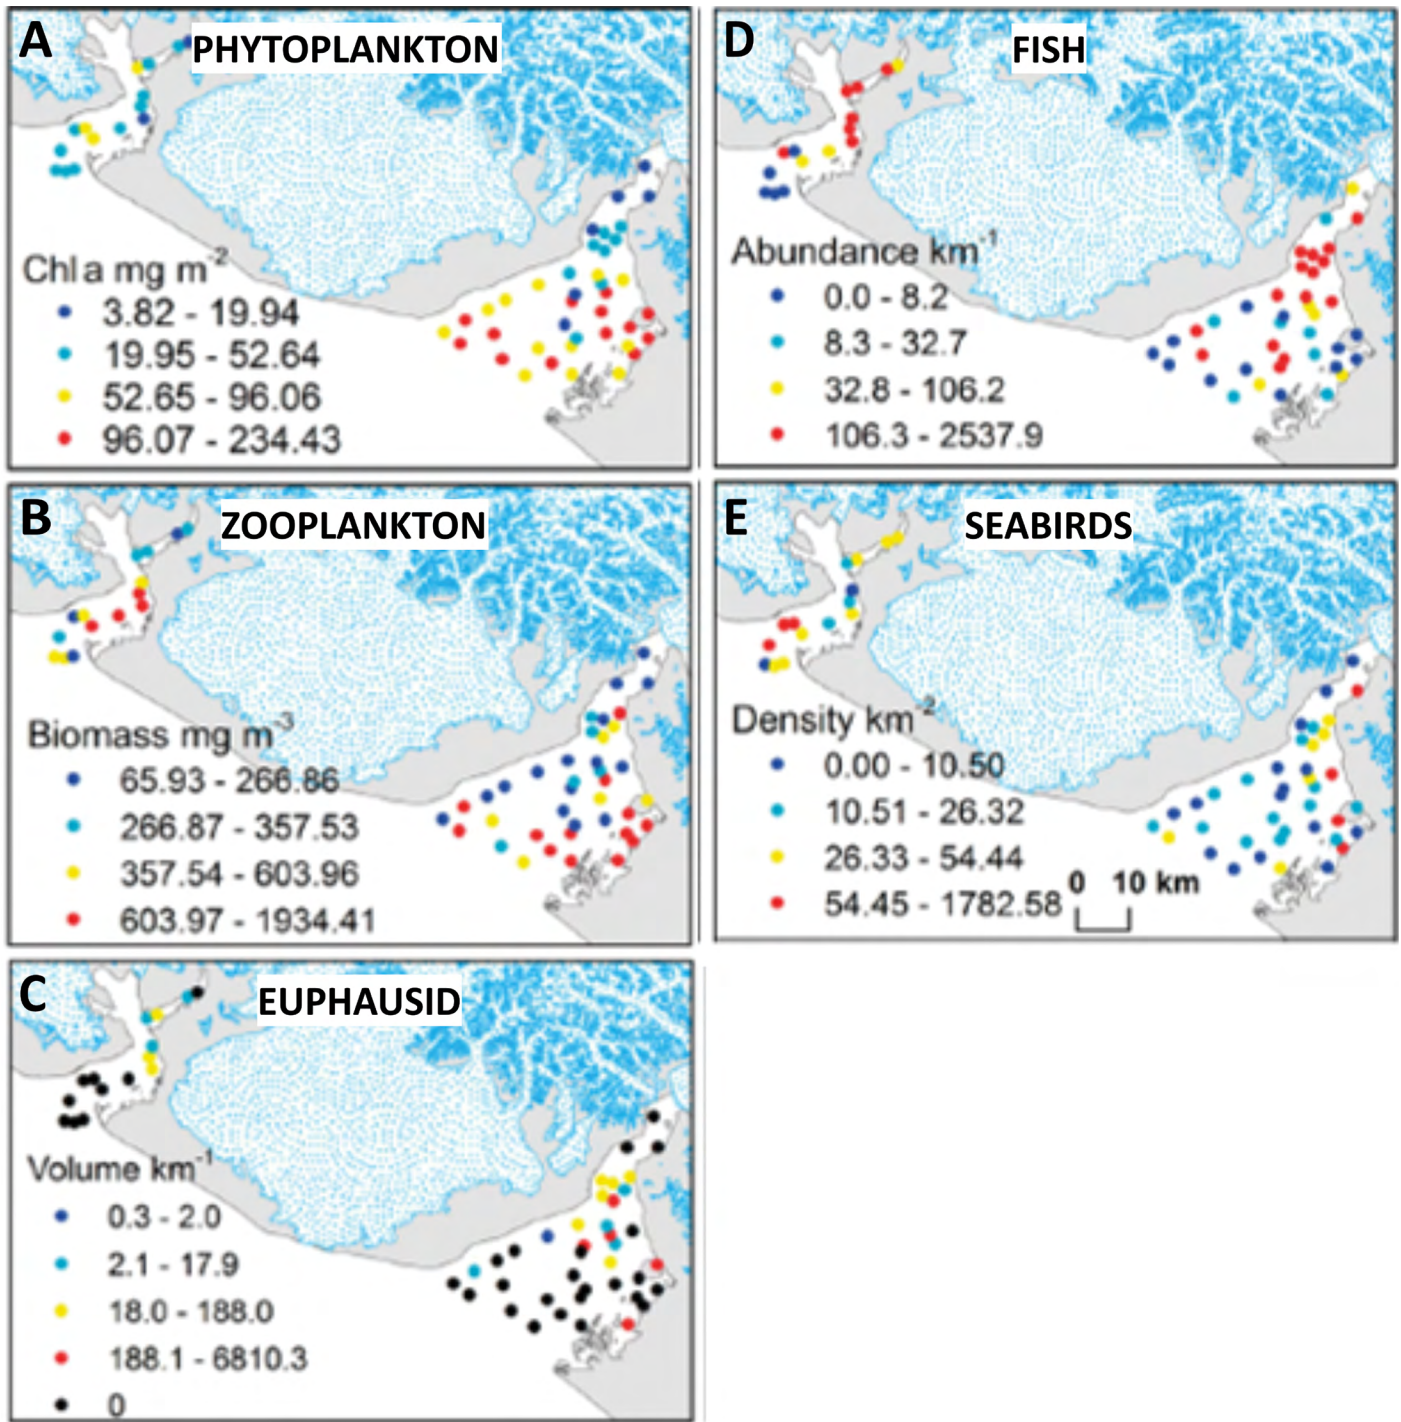 A
PHYTOPLANKTON
Chl a mg m-2
3.82 - 19.94
19.95 - 52.64
52.65 - 96.06
96.07 - 234.43
D
FISH
Abundance km-1
0.0 - 8.2
8.3 - 32.7
32.8 - 106.2
106.3 - 2537.9
B
ZOOPLANKTON
Biomass mg m-3
65.93 - 266.86
266.87 - 357.53
357.54 - 603.96
603.97 - 1934.41
E
SEABIRDS
Density km-2
0.00 - 10.50
10.51 - 26.32
26.33 - 54.44
54.45 - 1782.58
0 10 km
C
EUPHAUSID
Volume km-1
0.3 - 2.0
2.1 - 17.9
18.0 - 188.0
188.1 - 6810.3
0